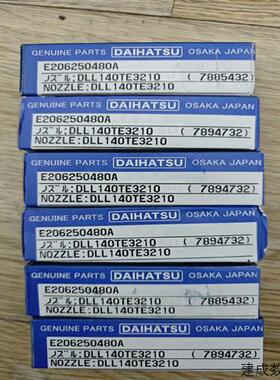 GENUINE PARTS DAIHATSU OSAKA JAPAN
E206250480A
ノズル:DLL140TE3210 (7885432)
NOZZLE:DLL140TE3210
GENUINE PARTS DAIHATSU OSAKA JAPAN
E206250480A
ノズル:DLL140TE3210 (7894732)
NOZZLE:DLL140TE3210
GENUINE PARTS DAIHATSU OSAKA JAPAN
E206250480A
ノズル:DLL140TE3210 (7894732)
NOZZLE:DLL140TE3210
GENUINE PARTS DAIHATSU OSAKA JAPAN
E206250480A
ノズル:DLL140TE3210 (7894732)
NOZZLE:DLL140TE3210
GENUINE PARTS DAIHATSU OSAKA JAPAN
E206250480A
ノズル:DLL140TE3210 (7885432)
NOZZLE:DLL140TE3210
GENUINE PARTS DAIHATSU OSAKA JAPAN
E206250480A
ノズル:DLL140TE3210 (7894732)
NOZZLE:DLL140TE3210
建成数